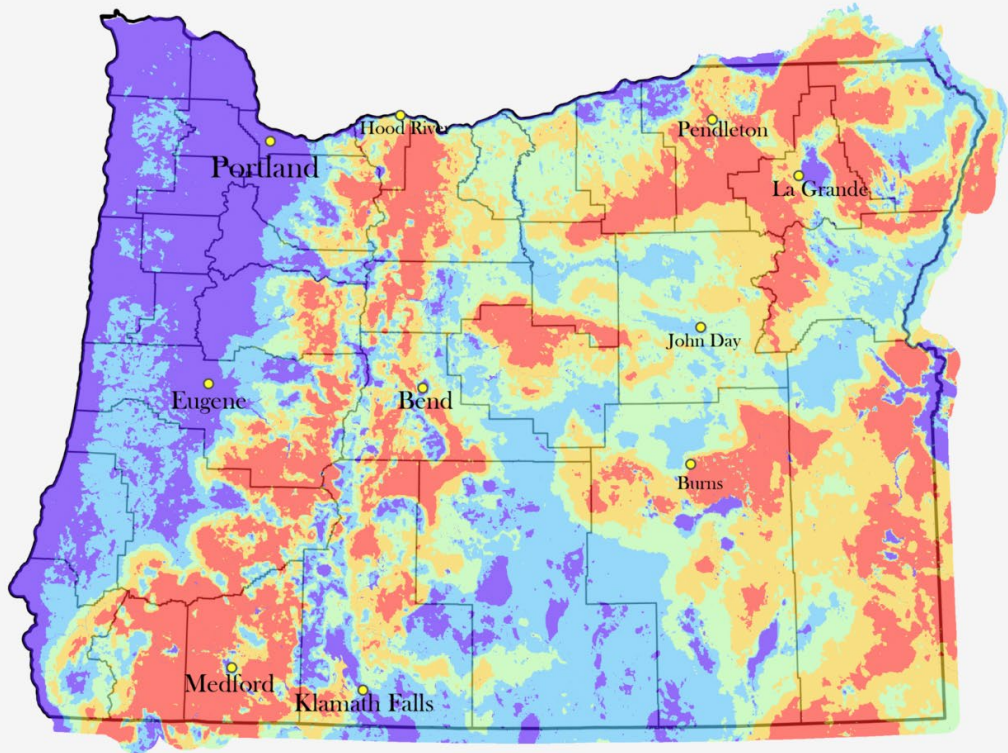 Hood River
Pendleton
Portland
La Grande
John Day
Eugene
Bend
Burns
Medford
Klamath Falls